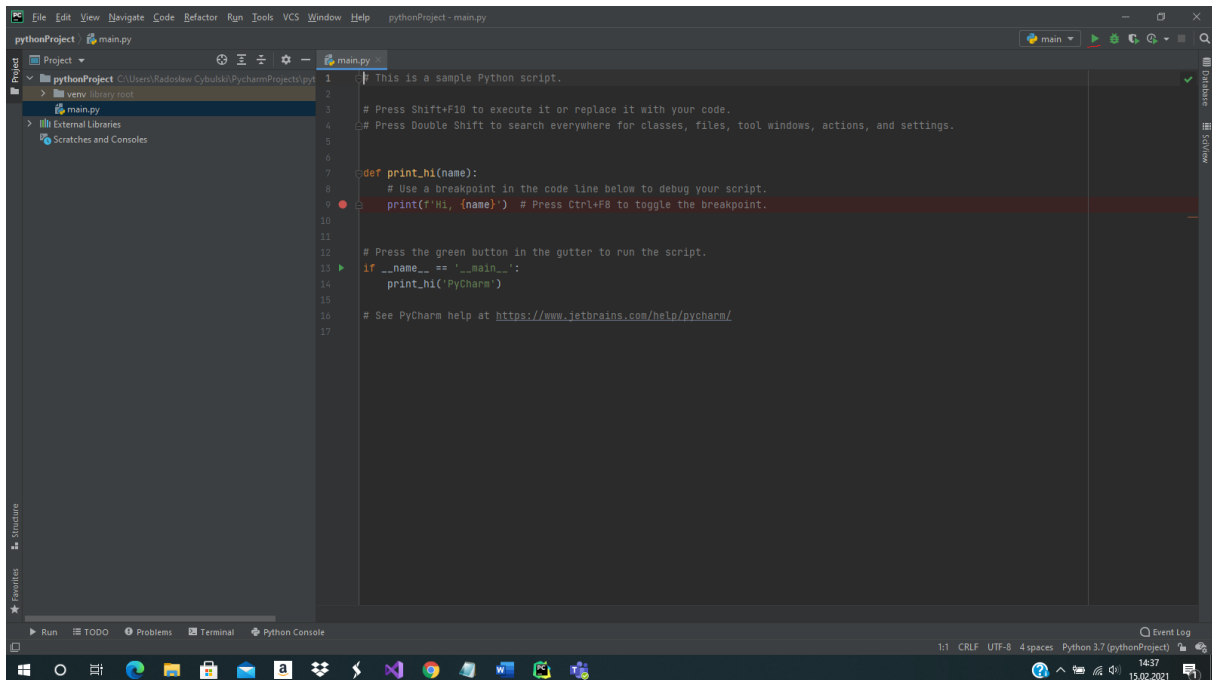 File Edit View Navigate Code Refactor Run Tools VCS Window Help pythonProject - main.py
pythonProject main.py
main
Project
main.py
pythonProject C:\Users\Radosław Cybulski\PycharmProjects\pyt
venv library root
main.py
External Libraries
Scratches and Consoles
1 # This is a sample Python script.
2
3 # Press Shift+F10 to execute it or replace it with your code.
4 # Press Double Shift to search everywhere for classes, files, tool windows, actions, and settings.
5
6
7 def print_hi(name):
8 # Use a breakpoint in the code line below to debug your script.
9 print(f'Hi, {name}') # Press Ctrl+F8 to toggle the breakpoint.
10
11
12 # Press the green button in the gutter to run the script.
13 if __name__ == '__main__':
14 print_hi('PyCharm')
15
16 # See PyCharm help at https://www.jetbrains.com/help/pycharm/
17
Project
Structure
Favorites
Database
SciView
Run TODO Problems Terminal Python Console
Event Log
1:1 CRLF UTF-8 4 spaces Python 3.7 (pythonProject)
14:37
15.02.2021